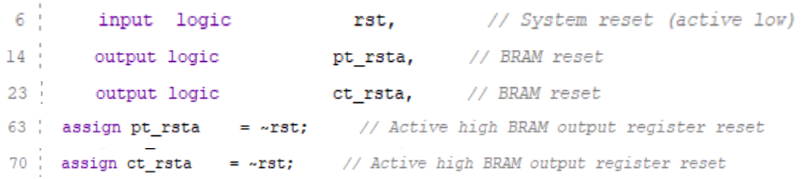 6 input logic rst, // System reset (active low)
14 output logic pt_rsta, // BRAM reset
23 output logic ct_rsta, // BRAM reset
63 assign pt_rsta = ~rst; // Active high BRAM output register reset
70 assign ct_rsta = ~rst; // Active high BRAM output register reset